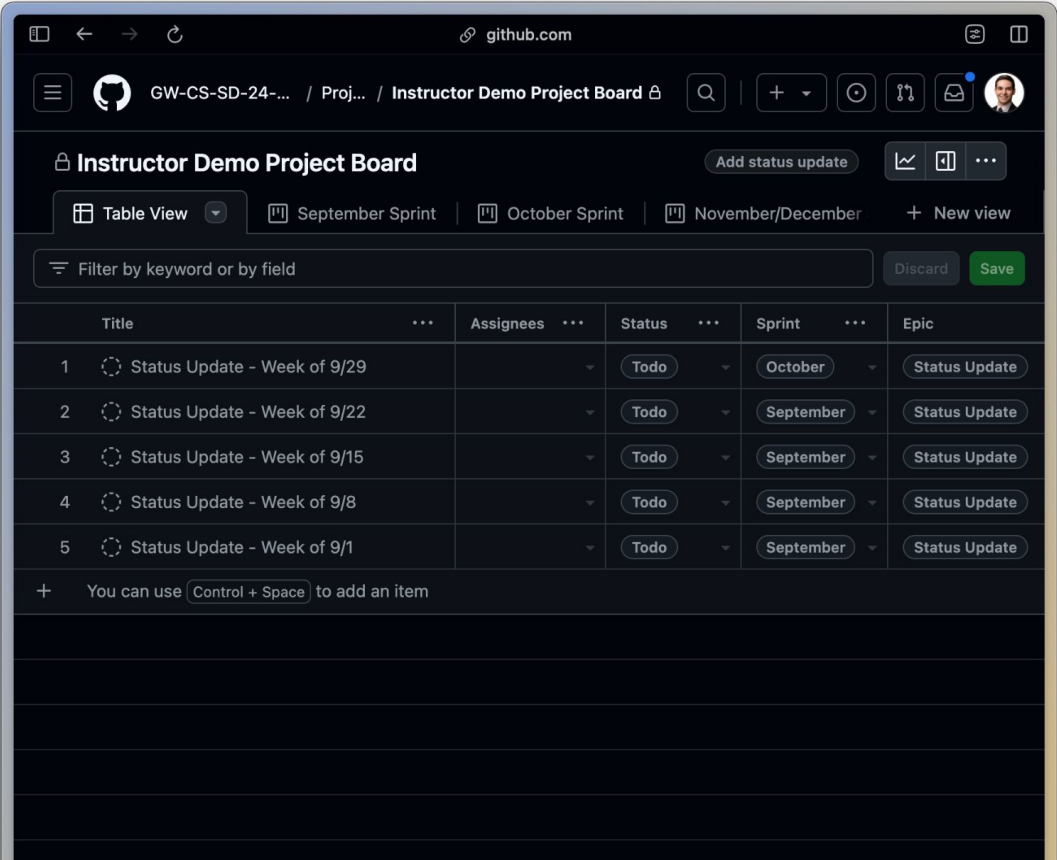 github.com
GW-CS-SD-24-... / Proj... / Instructor Demo Project Board
Instructor Demo Project Board Add status update
Table View September Sprint October Sprint November/December + New view
Filter by keyword or by field Discard Save
Title Assignees Status Sprint Epic
1 Status Update - Week of 9/29 Todo October Status Update
2 Status Update - Week of 9/22 Todo September Status Update
3 Status Update - Week of 9/15 Todo September Status Update
4 Status Update - Week of 9/8 Todo September Status Update
5 Status Update - Week of 9/1 Todo September Status Update
+ You can use Control + Space to add an item